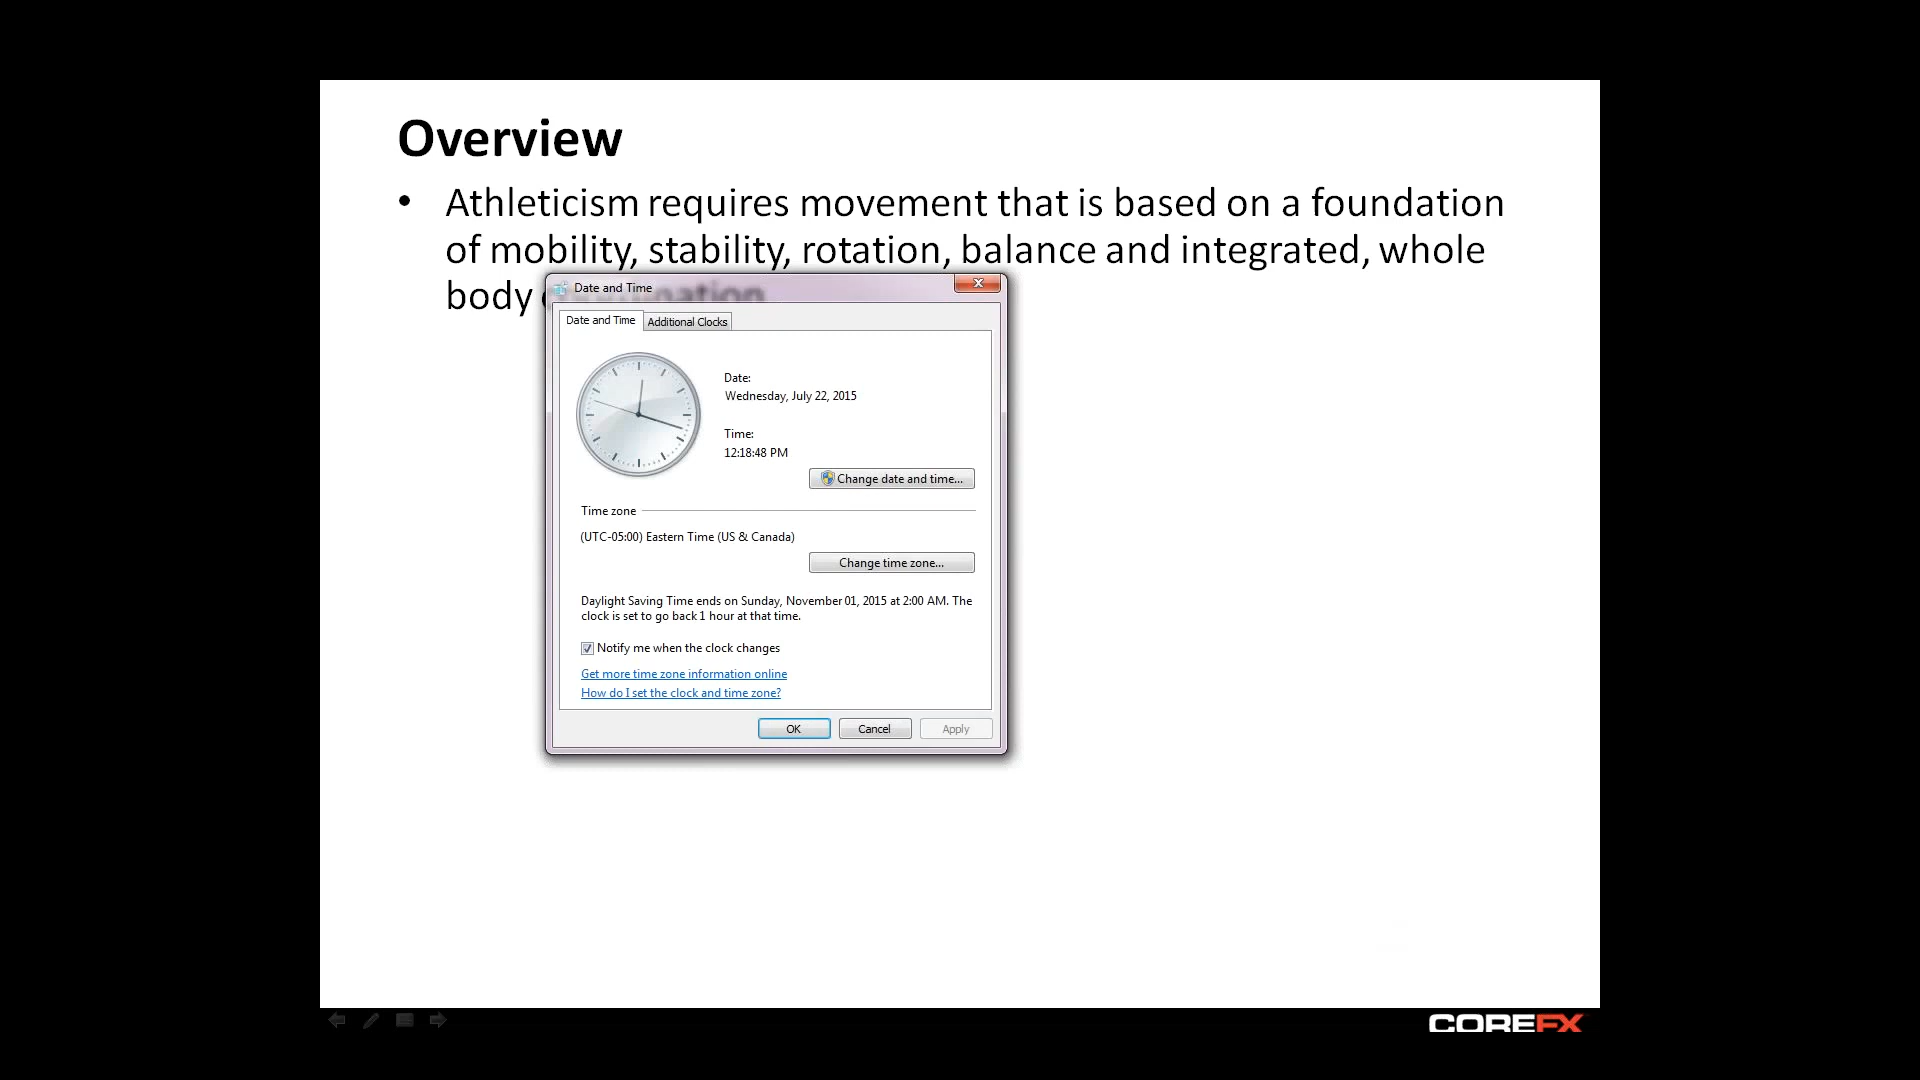 Overview
• Athleticism requires movement that is based on a foundation
of mobility, stability, rotation, balance and integrated, whole
body
Date and Time
Date and Time
Additional Clocks
Date:
Wednesday, July 22, 2015
Time:
12:18:48 PM
Change date and time...
Time zone
(UTC-05:00) Eastern Time (US & Canada)
Change time zone...
Daylight Saving Time ends on Sunday, November 01, 2015 at 2:00 AM. The
clock is set to go back 1 hour at that time.
Notify me when the clock changes
Get more time zone information online
How do I set the clock and time zone?
OK
Cancel
Apply
COREFX